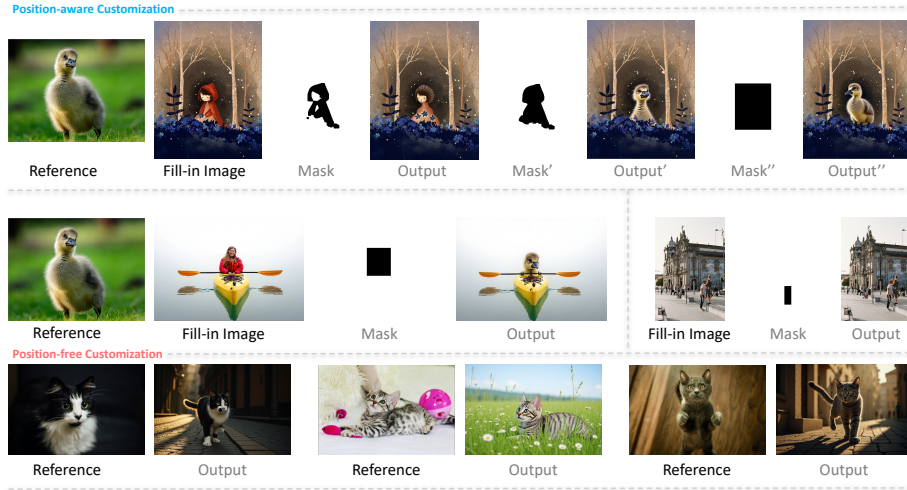 Position-aware Customization
Reference Fill-in Image Mask Output Mask' Output' Mask'' Output''
Reference Fill-in Image Mask Output Fill-in Image Mask Output
Position-free Customization
Reference Output Reference Output Reference Output